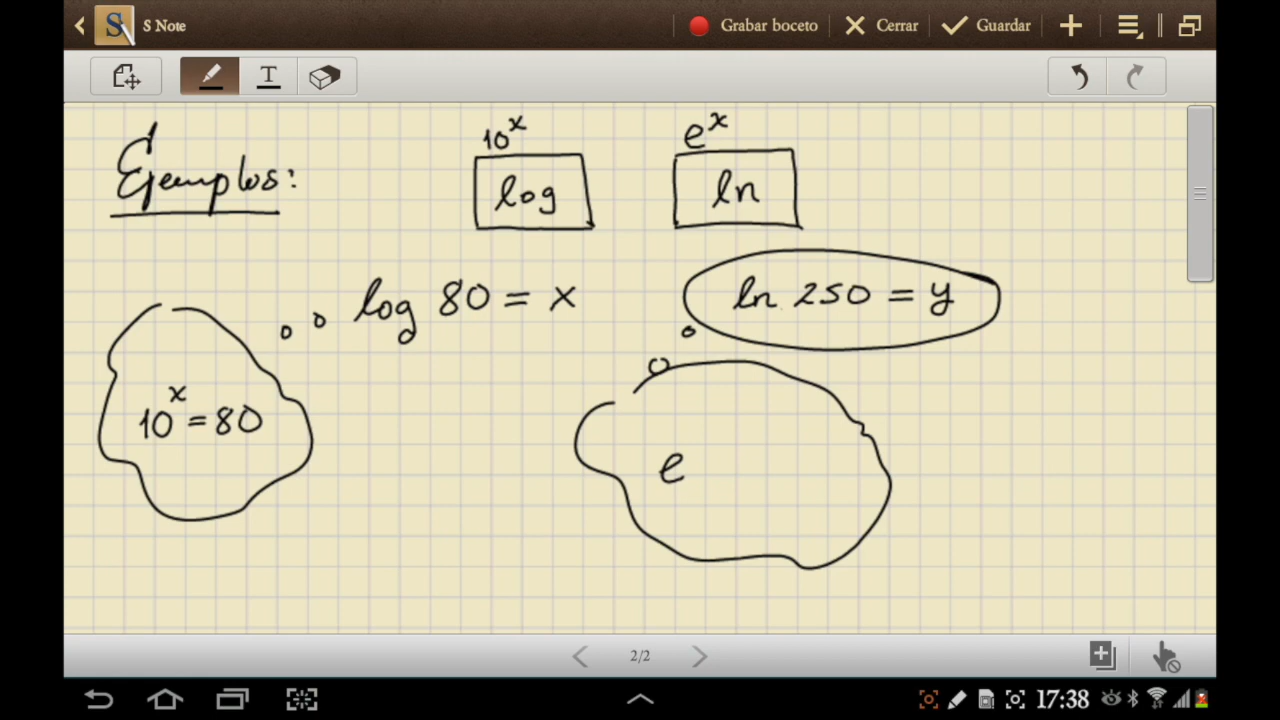 S Note
Grabar boceto Cerrar Guardar
T
Ejemplos:
10^x e^x
log ln
log 80 = x ln 250 = y
10^x = 80
e
2/2
17:38